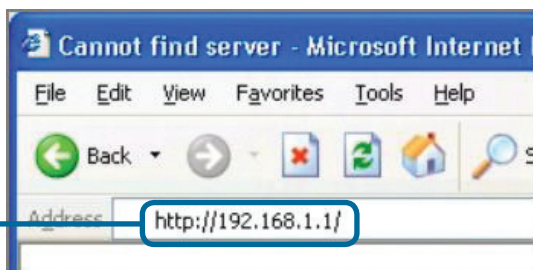 Cannot find server - Microsoft Internet
File Edit View Favorites Tools Help
Back
Address http://192.168.1.1/